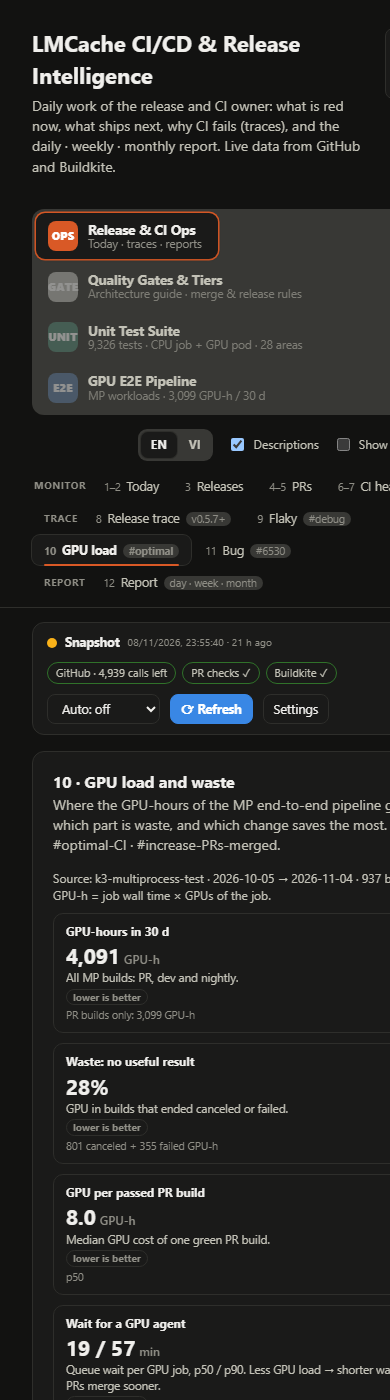 LMCache CI/CD & Release
Intelligence
Daily work of the release and CI owner: what is red
now, what ships next, why CI fails (traces), and the
daily · weekly · monthly report. Live data from GitHub
and Buildkite.
OPS Release & CI Ops
Today · traces · reports
GATE Quality Gates & Tiers
Architecture guide · merge & release rules
UNIT Unit Test Suite
9,326 tests · CPU job + GPU pod · 28 areas
E2E GPU E2E Pipeline
MP workloads · 3,099 GPU-h / 30 d
EN VI Descriptions Show
MONITOR 1–2 Today 3 Releases 4–5 PRs 6–7 CI hea
TRACE 8 Release trace v0.5.7+ 9 Flaky #debug
10 GPU load #optimal 11 Bug #6530
REPORT 12 Report day · week · month
Snapshot 08/11/2026, 23:55:40 · 21 h ago
GitHub · 4,939 calls left PR checks ✓ Buildkite ✓
Auto: off ⟳ Refresh Settings
10 · GPU load and waste
Where the GPU-hours of the MP end-to-end pipeline g
which part is waste, and which change saves the most.
#optimal-CI · #increase-PRs-merged.
Source: k3-multiprocess-test · 2026-10-05 → 2026-11-04 · 937 b
GPU-h = job wall time × GPUs of the job.
GPU-hours in 30 d
4,091 GPU-h
All MP builds: PR, dev and nightly.
lower is better
PR builds only: 3,099 GPU-h
Waste: no useful result
28%
GPU in builds that ended canceled or failed.
lower is better
801 canceled + 355 failed GPU-h
GPU per passed PR build
8.0 GPU-h
Median GPU cost of one green PR build.
lower is better
p50
Wait for a GPU agent
19 / 57 min
Queue wait per GPU job, p50 / p90. Less GPU load → shorter wa
PRs merge sooner.